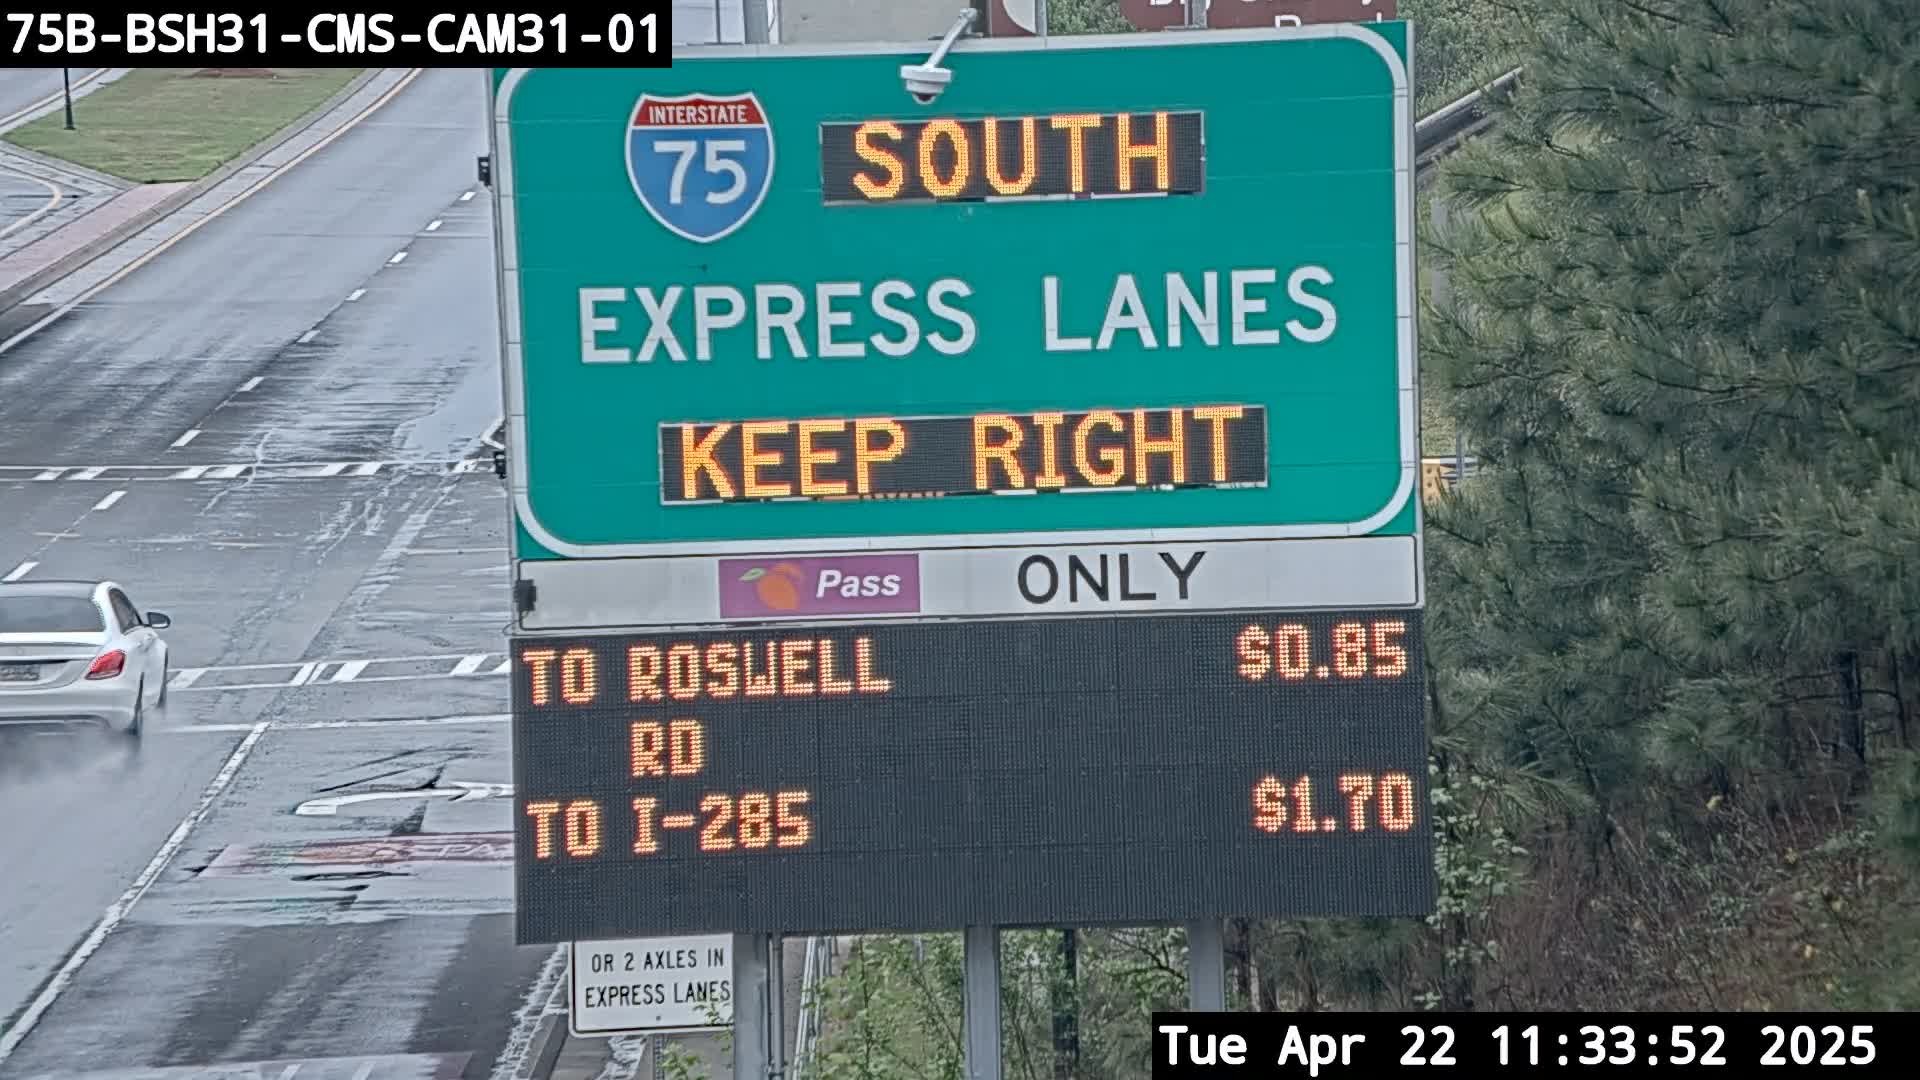 75B-BSH31-CMS-CAM31-01
INTERSTATE
75
SOUTH
EXPRESS LANES
KEEP RIGHT
Pass ONLY
TO ROSWELL $0.85
RD
TO I-285 $1.70
OR 2 AXLES IN
EXPRESS LANES
Tue Apr 22 11:33:52 2025